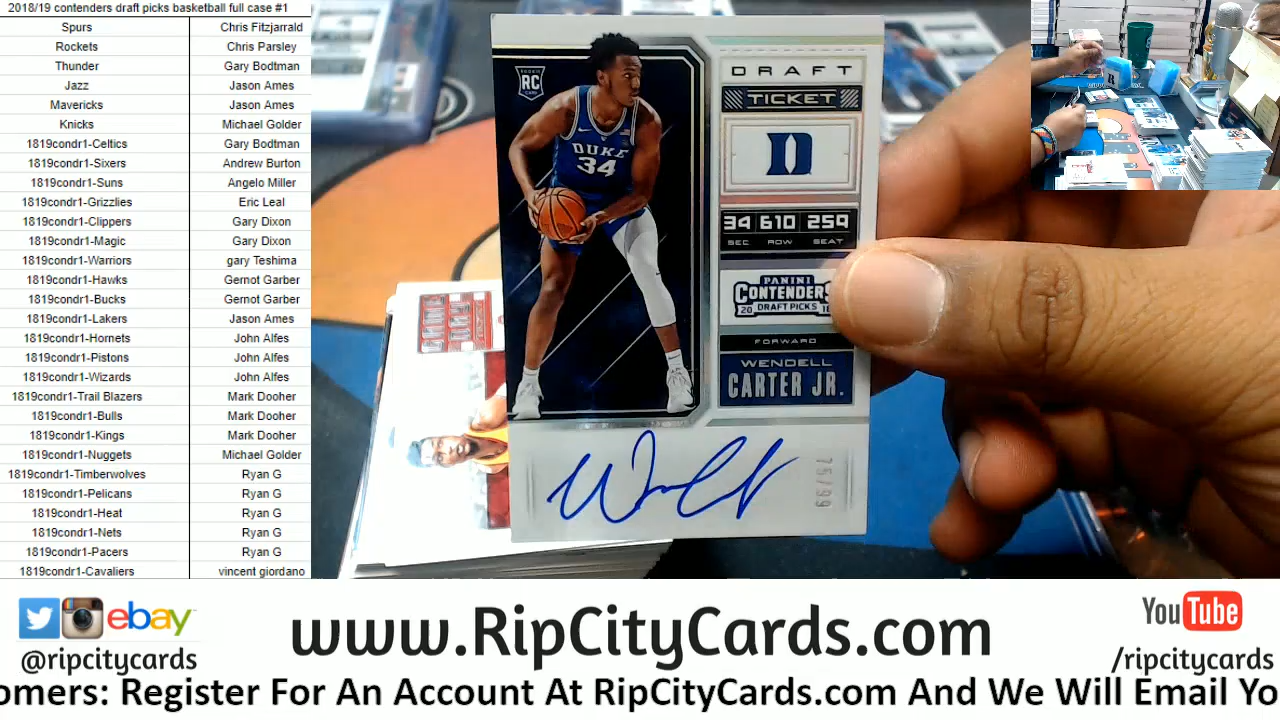 2018/19 contenders draft picks basketball full case #1
Spurs Chris Fitzjarrald
Rockets Chris Parsley
Thunder Gary Bodtman
Jazz Jason Ames
Mavericks Jason Ames
Knicks Michael Golder
1819condr1-Celtics Gary Bodtman
1819condr1-Sixers Andrew Burton
1819condr1-Suns Angelo Miller
1819condr1-Grizzlies Eric Leal
1819condr1-Clippers Gary Dixon
1819condr1-Magic Gary Dixon
1819condr1-Warriors gary Teshima
1819condr1-Hawks Gernot Garber
1819condr1-Bucks Gernot Garber
1819condr1-Lakers Jason Ames
1819condr1-Hornets John Alfes
1819condr1-Pistons John Alfes
1819condr1-Wizards John Alfes
1819condr1-Trail Blazers Mark Dooher
1819condr1-Bulls Mark Dooher
1819condr1-Kings Mark Dooher
1819condr1-Nuggets Michael Golder
1819condr1-Timberwolves Ryan G
1819condr1-Pelicans Ryan G
1819condr1-Heat Ryan G
1819condr1-Nets Ryan G
1819condr1-Pacers Ryan G
1819condr1-Cavaliers vincent giordano
ROOKIE
RC
CARD
DUKE
34
DRAFT
TICKET
D
34 610 259
SEC ROW SEAT
PANINI
CONTENDERS
20 DRAFT PICKS
FORWARD
WENDELL
CARTER JR.
75/99
ebay
@ripcitycards
www.RipCityCards.com
YouTube
/ripcitycards
omers: Register For An Account At RipCityCards.com And We Will Email Yo